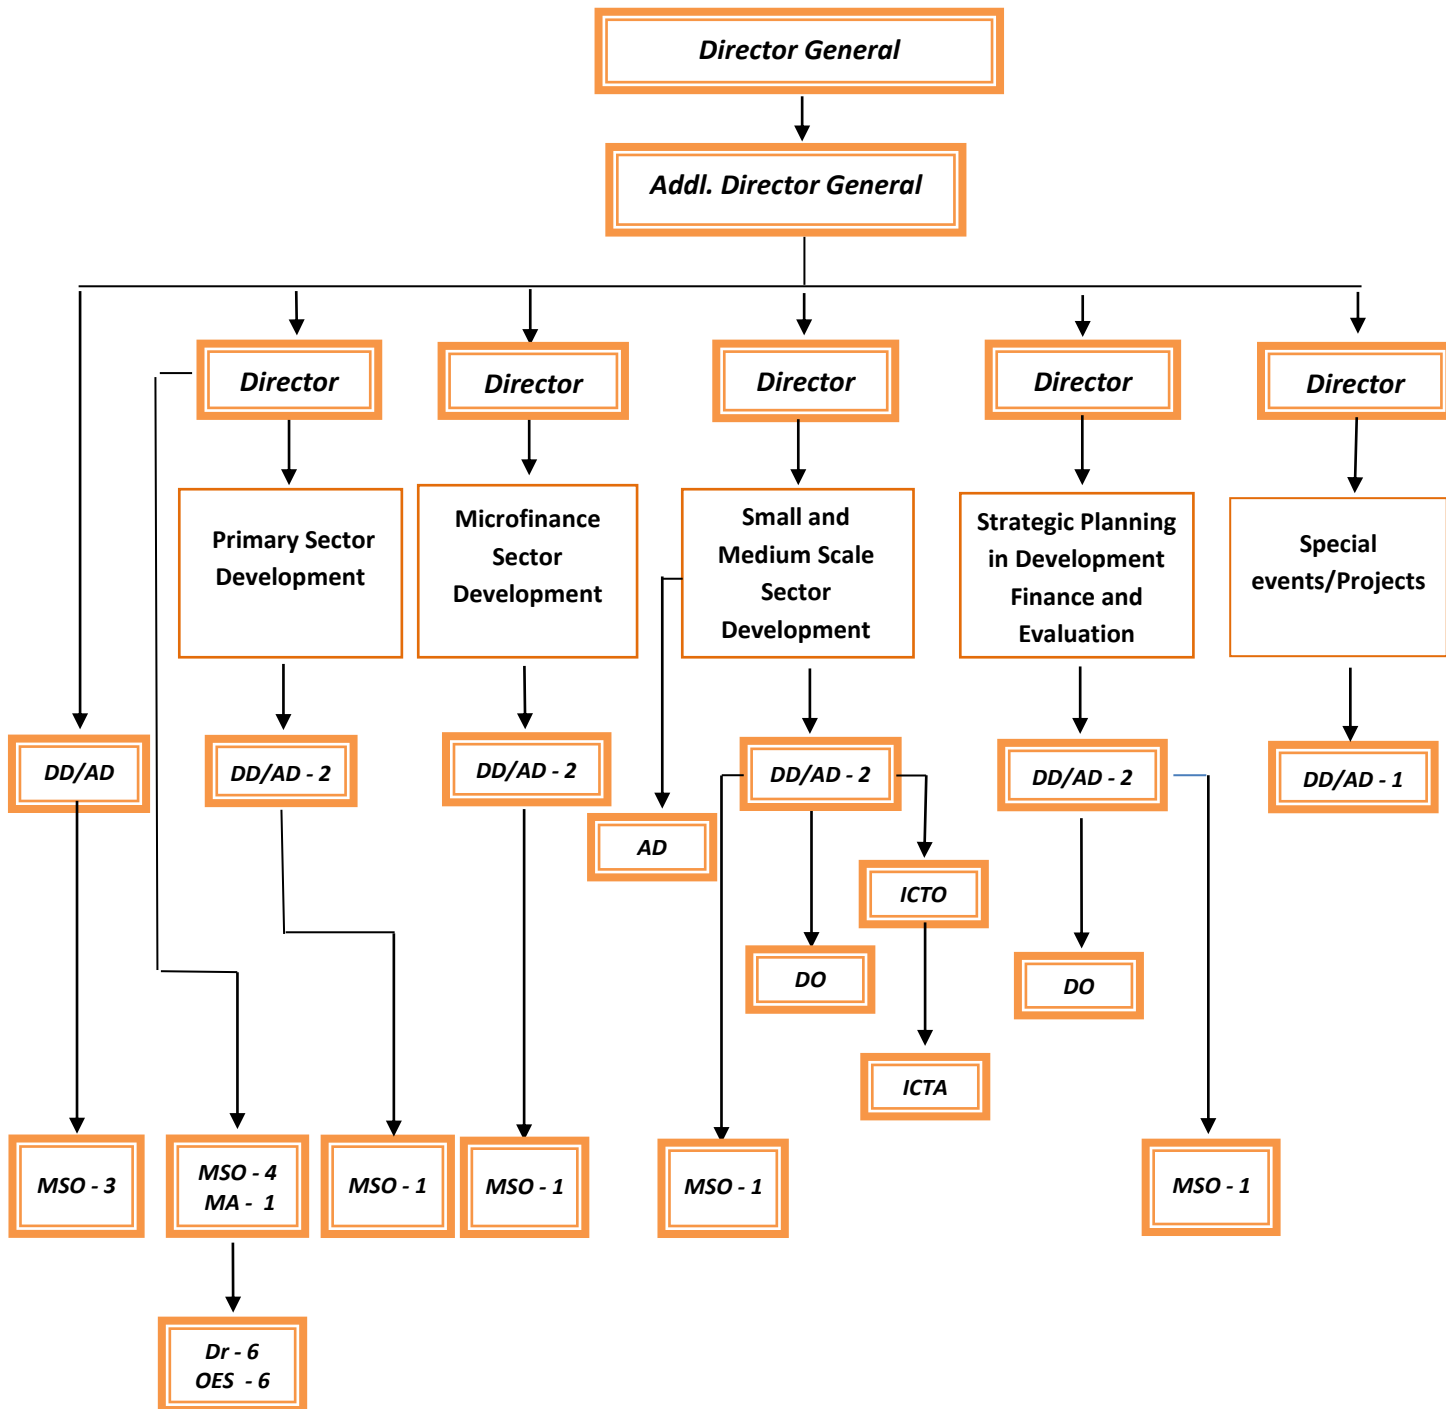 Director General
Addl. Director General
Director
Director
Director
Director
Director
Primary Sector
Development
Microfinance
Sector
Development
Small and
Medium Scale
Sector
Development
Strategic Planning
in Development
Finance and
Evaluation
Special
events/Projects
DD/AD
DD/AD - 2
DD/AD - 2
DD/AD - 2
DD/AD - 2
DD/AD - 1
AD
ICTO
DO
DO
ICTA
MSO - 3
MSO - 4
MA - 1
MSO - 1
MSO - 1
MSO - 1
MSO - 1
Dr - 6
OES - 6